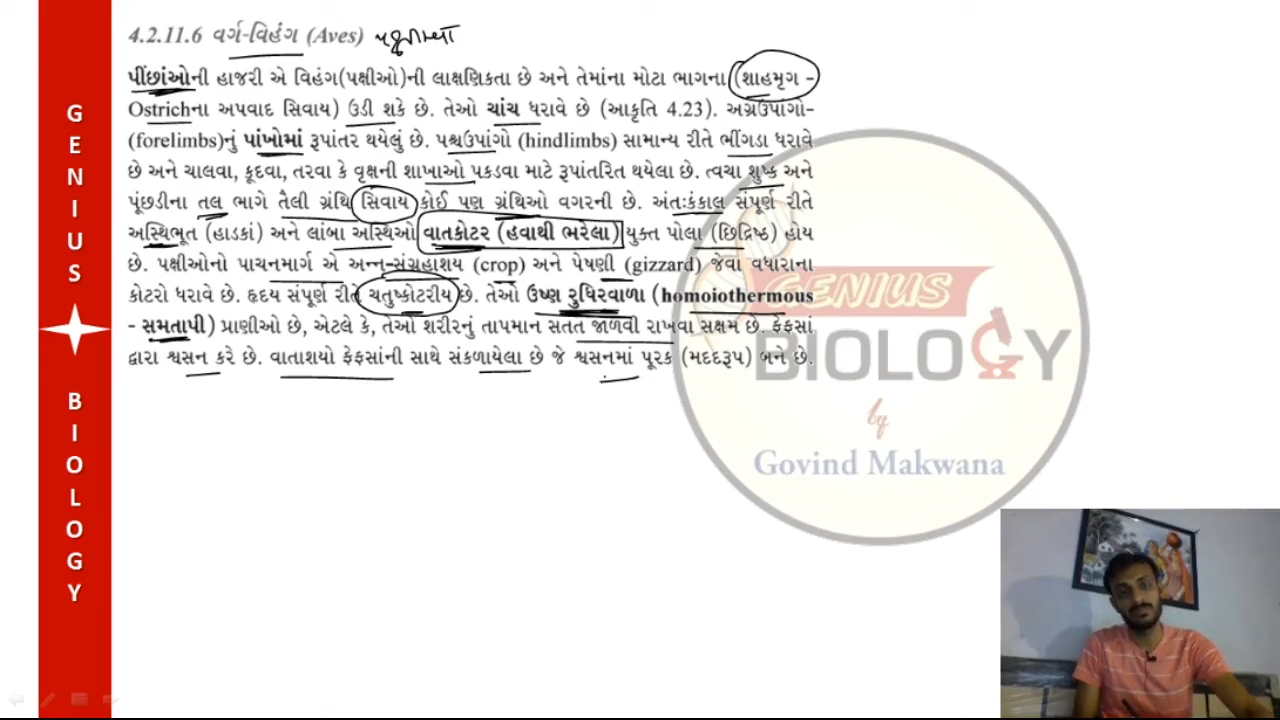 4.2.11.6 વર્ગ-વિહંગ (Aves)
પીંછાંઓની હાજરી એ વિહંગ(પક્ષીઓ)ની લાક્ષણિકતા છે અને તેમાંના મોટા ભાગના (શાહમૃગ -
Ostrichના અપવાદ સિવાય) ઉડી શકે છે. તેઓ ચાંચ ધરાવે છે (આકૃતિ 4.23). અગ્રઉપાંગો-
(forelimbs)નું પાંખોમાં રૂપાંતર થયેલું છે. પશ્ચઉપાંગો (hindlimbs) સામાન્ય રીતે ભીંગડા ધરાવે
છે અને ચાલવા, કૂદવા, તરવા કે વૃક્ષની શાખાઓ પકડવા માટે રૂપાંતરિત થયેલા છે. ત્વચા શુષ્ક અને
પૂંછડીના તલ ભાગે તૈલી ગ્રંથિ સિવાય કોઈ પણ ગ્રંથિઓ વગરની છે. અંતઃકંકાલ સંપૂર્ણ રીતે
અસ્થિભૂત (હાડકાં) અને લાંબા અસ્થિઓ વાતકોટર (હવાથી ભરેલા) યુક્ત પોલા (છિદ્રિષ્ઠ) હોય
છે. પક્ષીઓનો પાચનમાર્ગ એ અન્ન-સંગ્રહાશય (crop) અને પેષણી (gizzard) જેવા વધારાના
કોટરો ધરાવે છે. હૃદય સંપૂર્ણ રીતે ચતુષ્કોટરીય છે. તેઓ ઉષ્ણ રુધિરવાળા (homoiothermous
- સમતાપી) પ્રાણીઓ છે, એટલે કે, તેઓ શરીરનું તાપમાન સતત જાળવી રાખવા સક્ષમ છે. ફેફસાં
દ્વારા શ્વસન કરે છે. વાતાશયો ફેફસાંની સાથે સંકળાયેલા છે જે શ્વસનમાં પૂરક (મદદરૂપ) બને છે.
GENIUS
BIOLOGY
by
Govind Makwana
GENIUS BIOLOGY